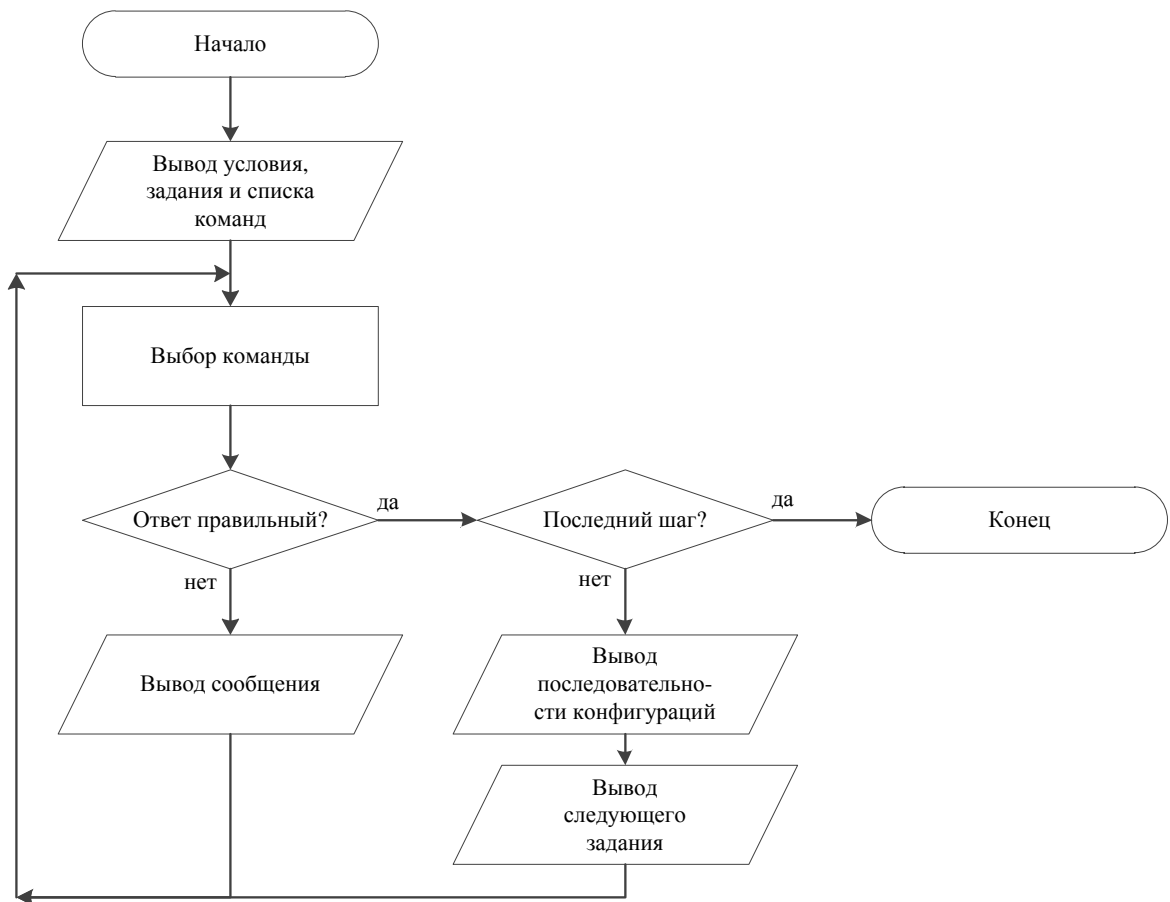 Начало
Вывод условия,
задания и списка
команд
Выбор команды
Ответ правильный?
да
Последний шаг?
да
Конец
нет
нет
Вывод сообщения
Вывод
последовательно-
сти конфигураций
Вывод
следующего
задания